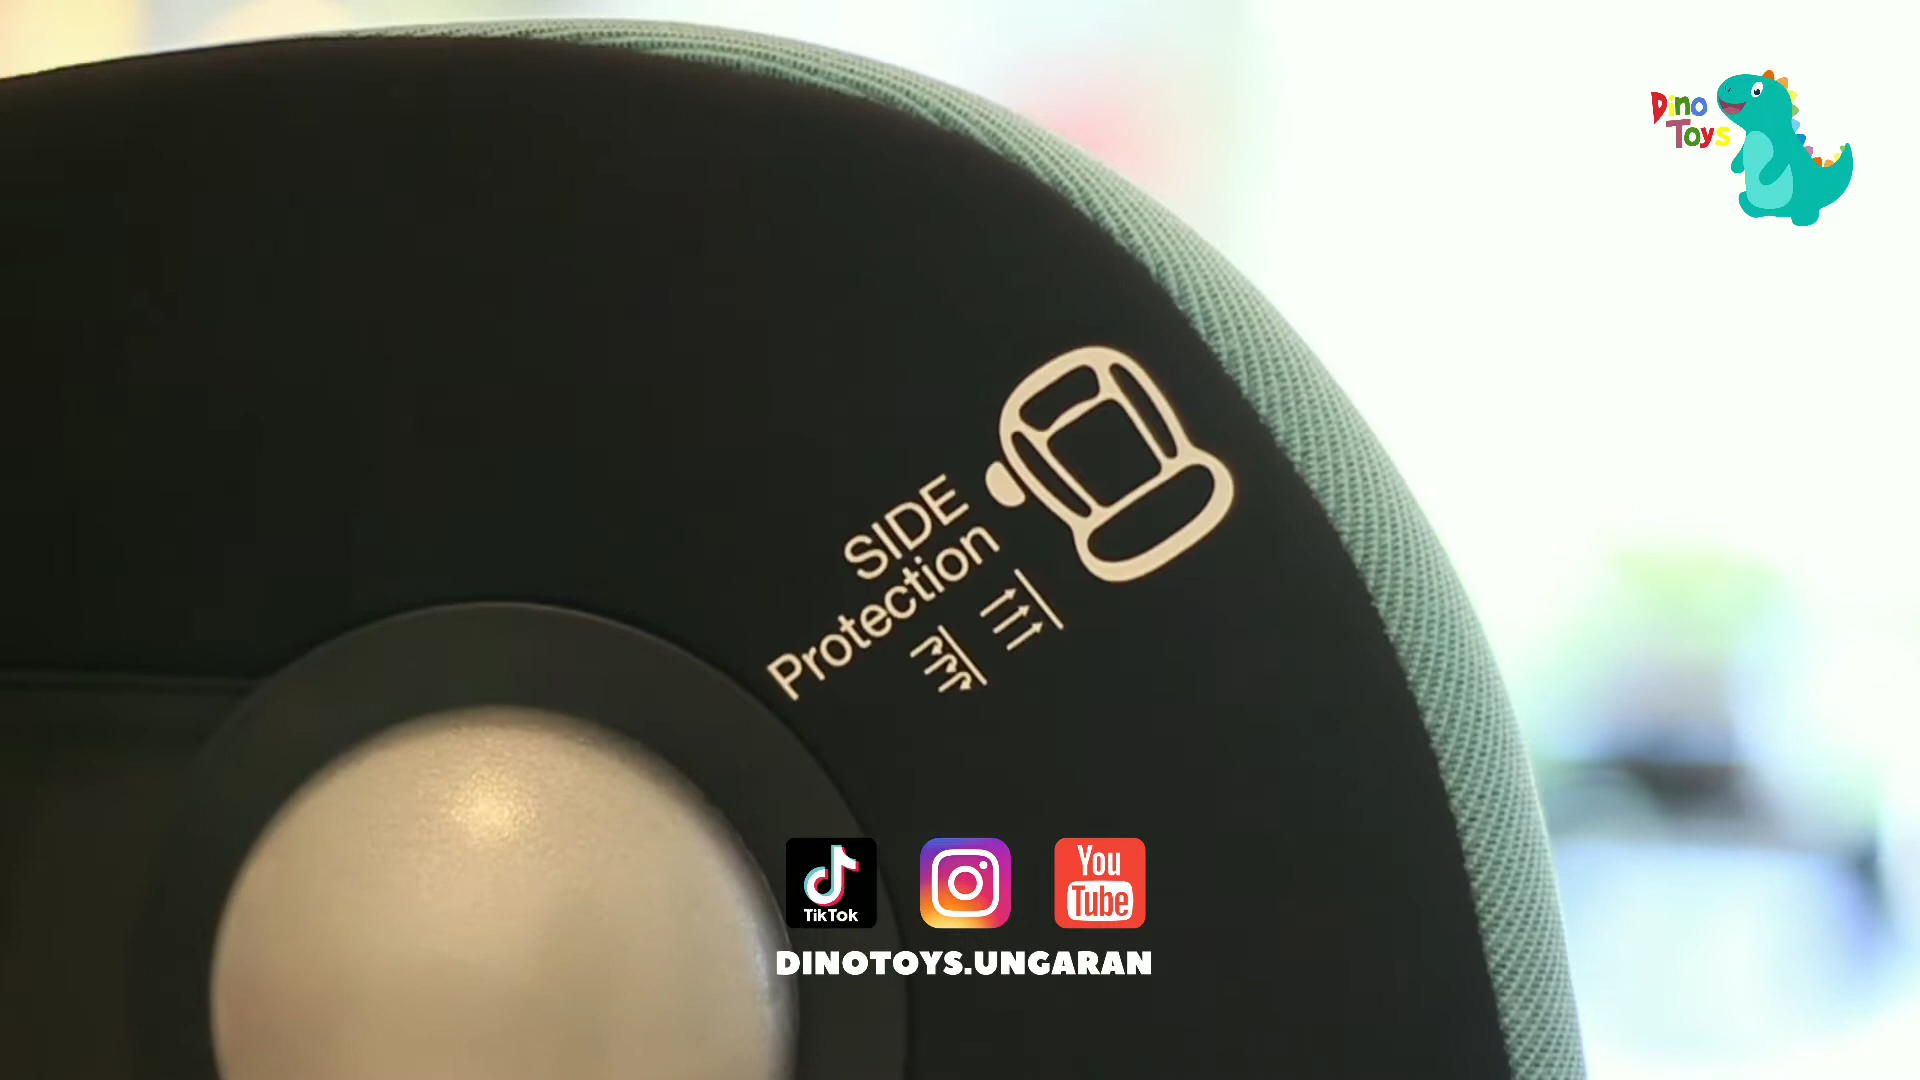 Dino
Toys
SIDE
Protection
TikTok
You
Tube
DINOTOYS.UNGARAN